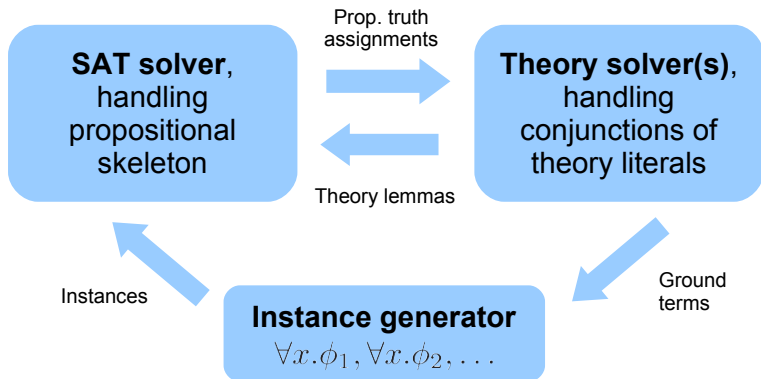 Prop. truth
assignments
SAT solver,
handling
propositional
skeleton
Theory solver(s),
handling
conjunctions of
theory literals
Theory lemmas
Instances
Ground
terms
Instance generator
∀x.ϕ₁, ∀x.ϕ₂, . . .